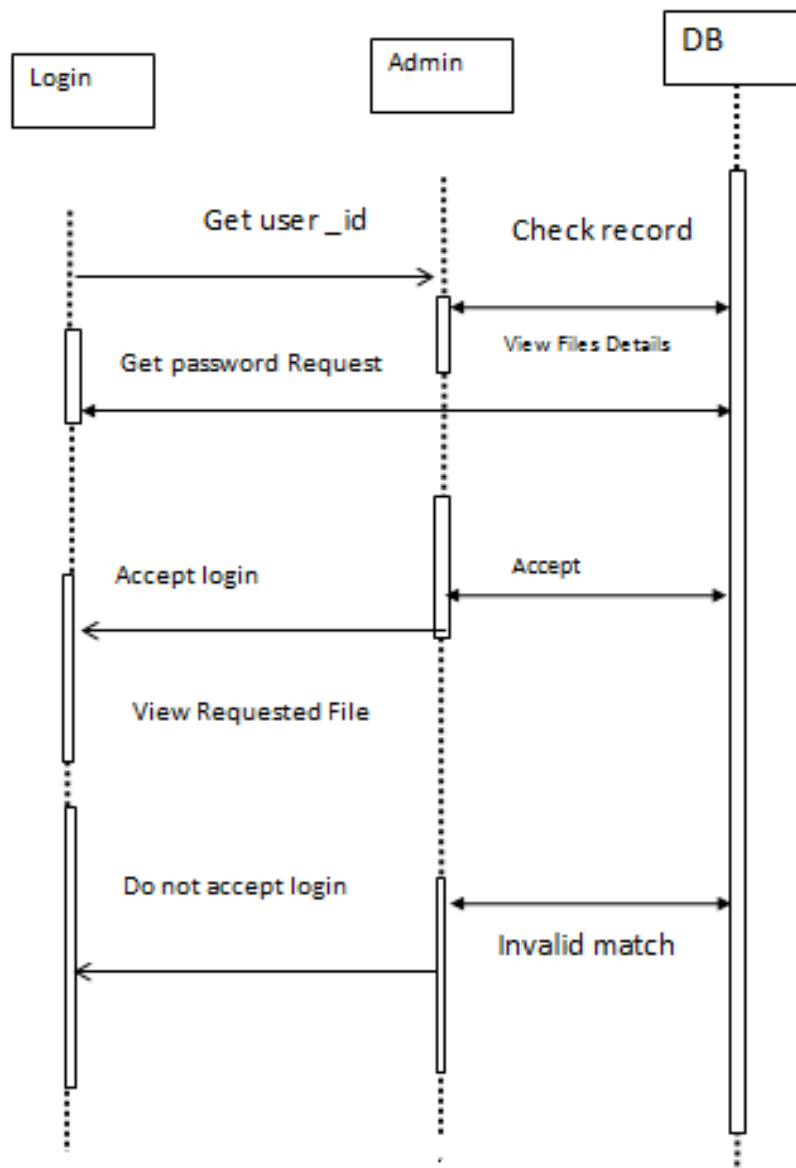 Login
Admin
DB
Get user _id
Check record
View Files Details
Get password Request
Accept login
Accept
View Requested File
Do not accept login
Invalid match